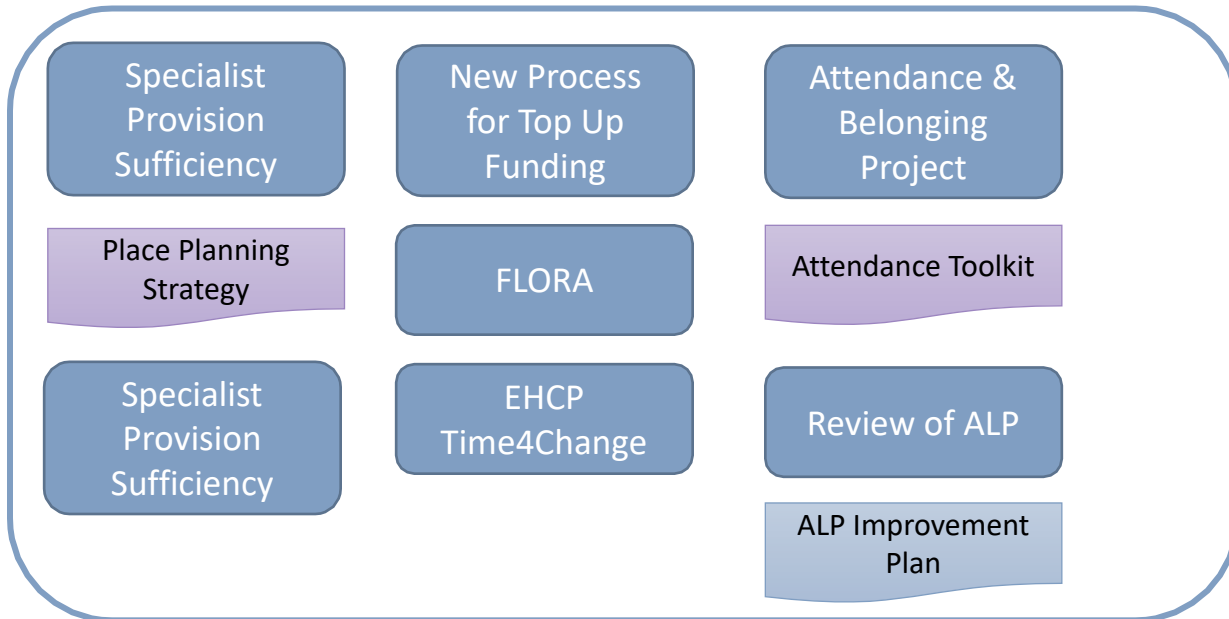 Specialist
Provision
Sufficiency
New Process
for Top Up
Funding
Attendance &
Belonging
Project
Place Planning
Strategy
FLORA
Attendance Toolkit
Specialist
Provision
Sufficiency
EHCP
Time4Change
Review of ALP
ALP Improvement
Plan